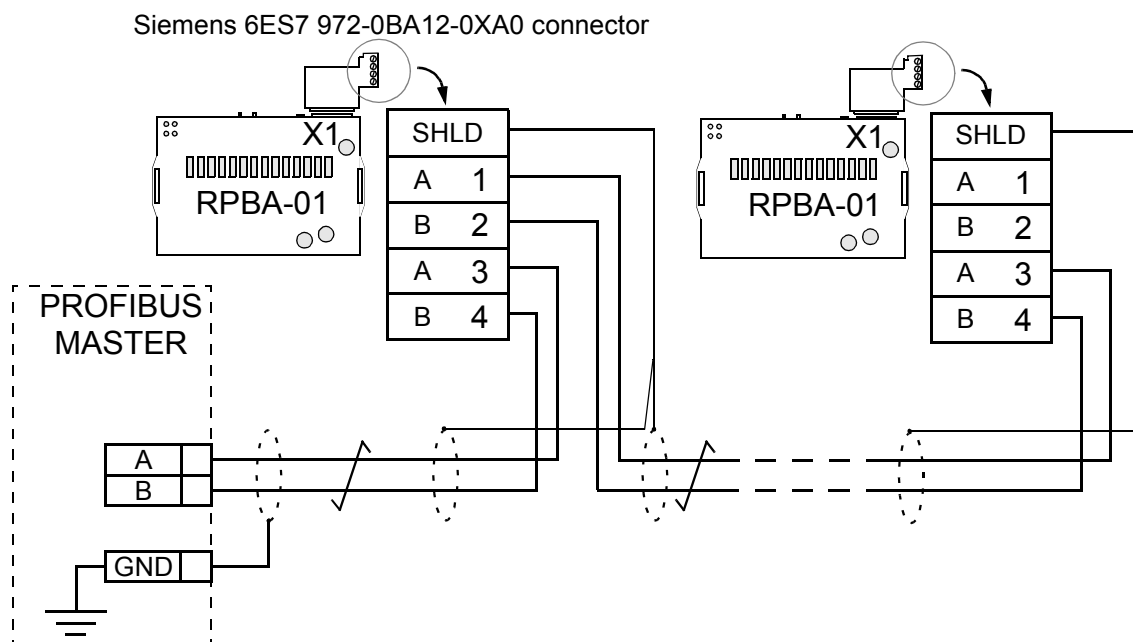 Siemens 6ES7 972-0BA12-0XA0 connector
X1
RPBA-01
SHLD
A 1
B 2
A 3
B 4
X1
RPBA-01
SHLD
A 1
B 2
A 3
B 4
PROFIBUS
MASTER
A
B
GND